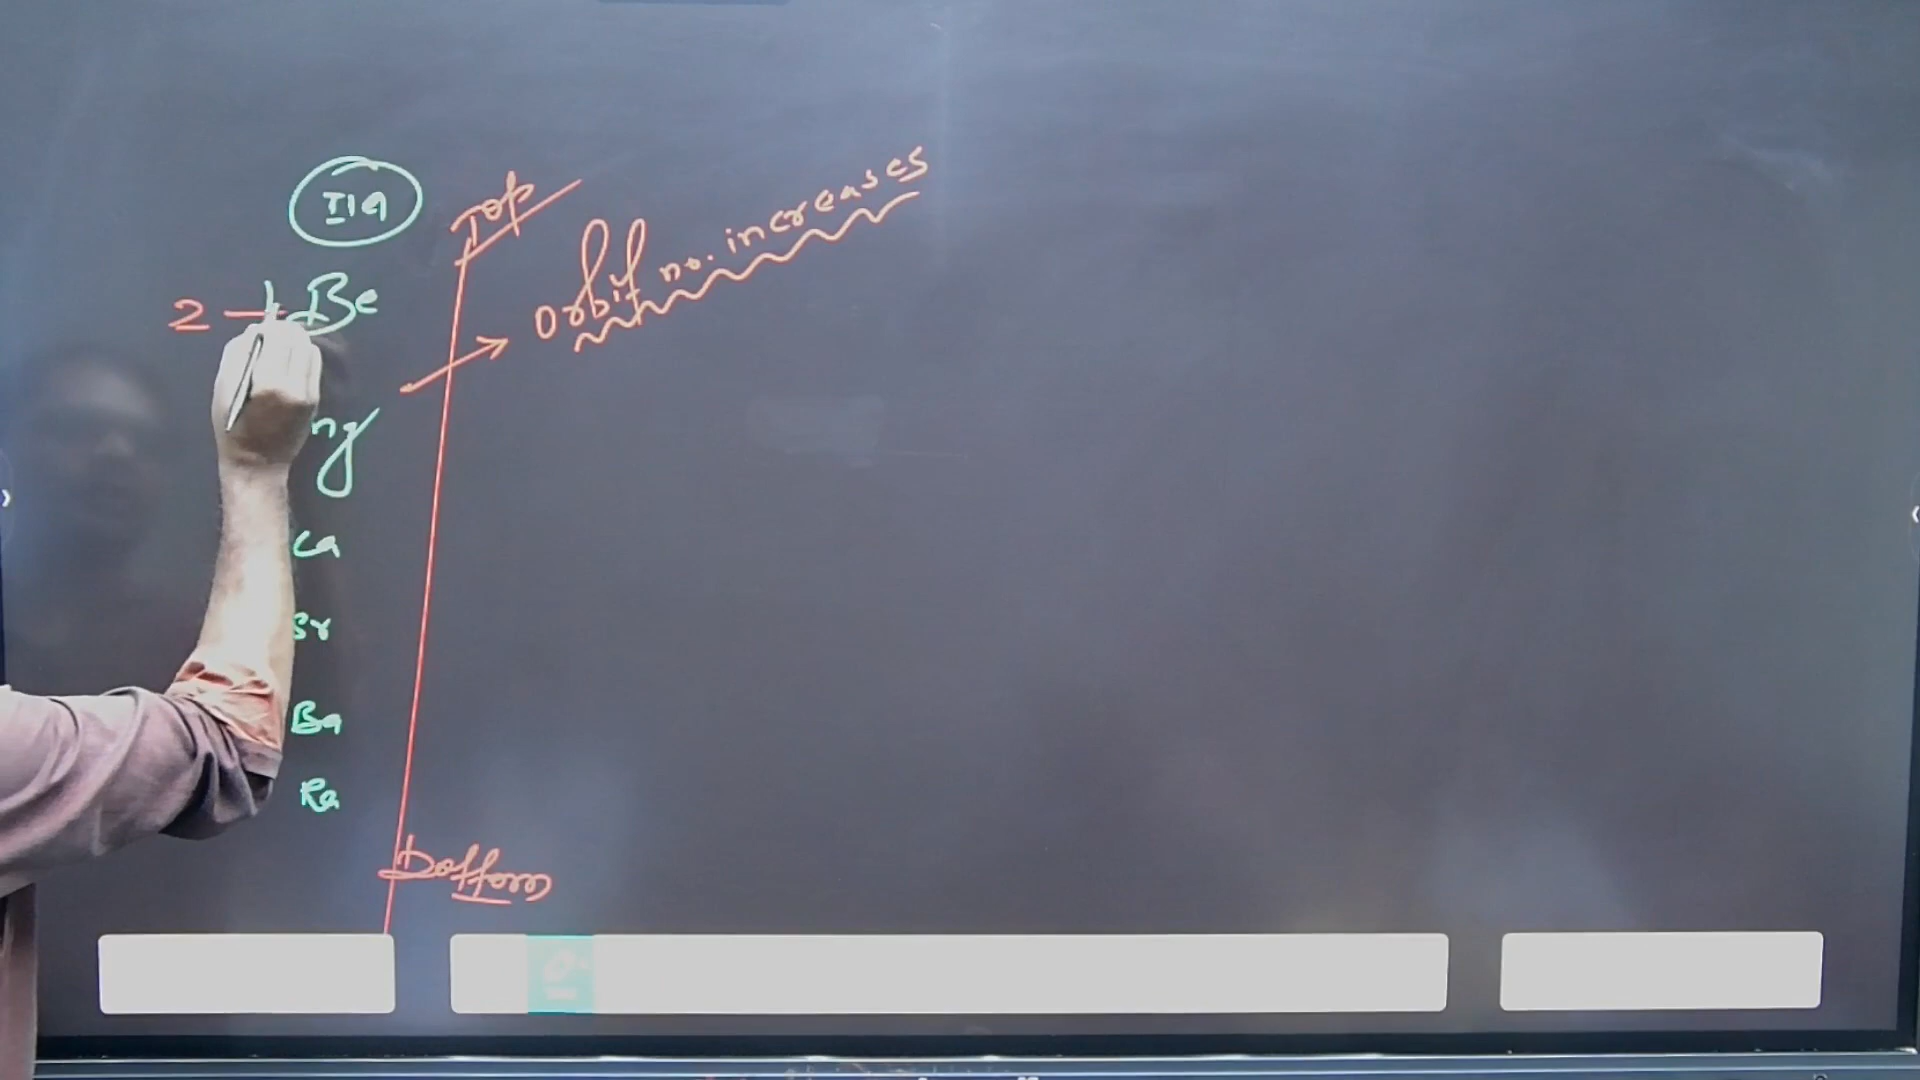 IIA
Top
Orbit no. increases
2 → Be
mg
Ca
Sr
Ba
Ra
Bottom